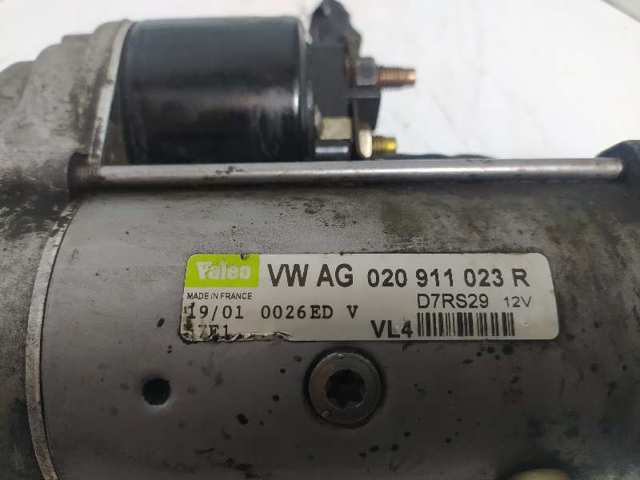 Valeo VW AG 020 911 023 R
MADE IN FRANCE D7RS29 12V
19/01 0026ED V
VL4